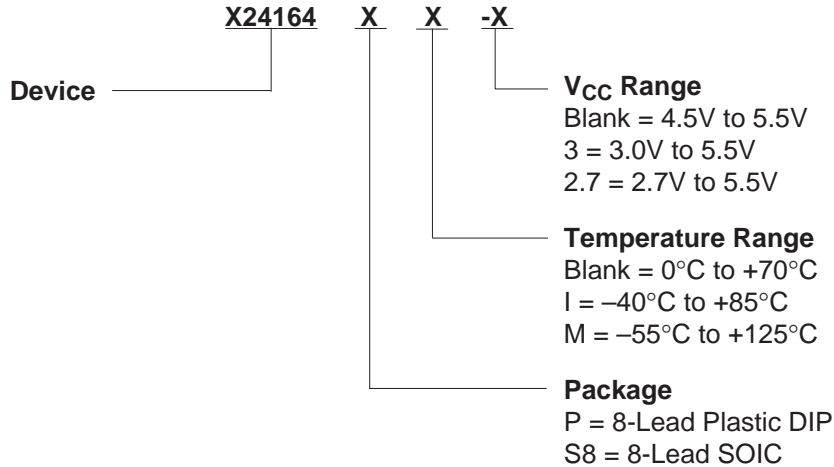 X24164 X X -X
Device
VCC Range
Blank = 4.5V to 5.5V
3 = 3.0V to 5.5V
2.7 = 2.7V to 5.5V
Temperature Range
Blank = 0°C to +70°C
I = –40°C to +85°C
M = –55°C to +125°C
Package
P = 8-Lead Plastic DIP
S8 = 8-Lead SOIC